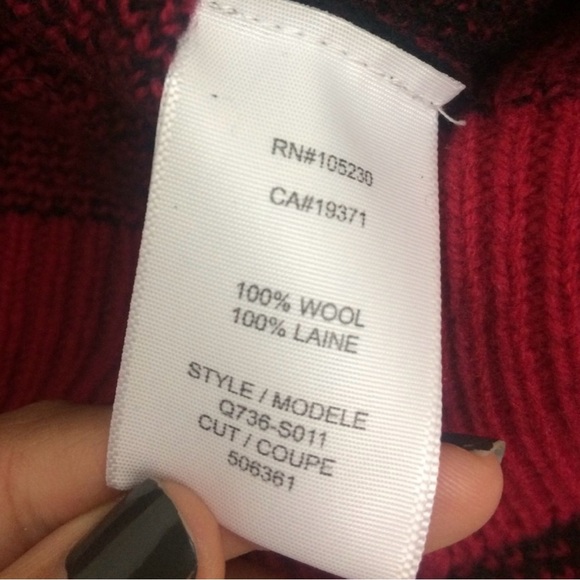 RN#105230
CA#19371
100% WOOL
100% LAINE
STYLE / MODELE
Q736-S011
CUT / COUPE
506361